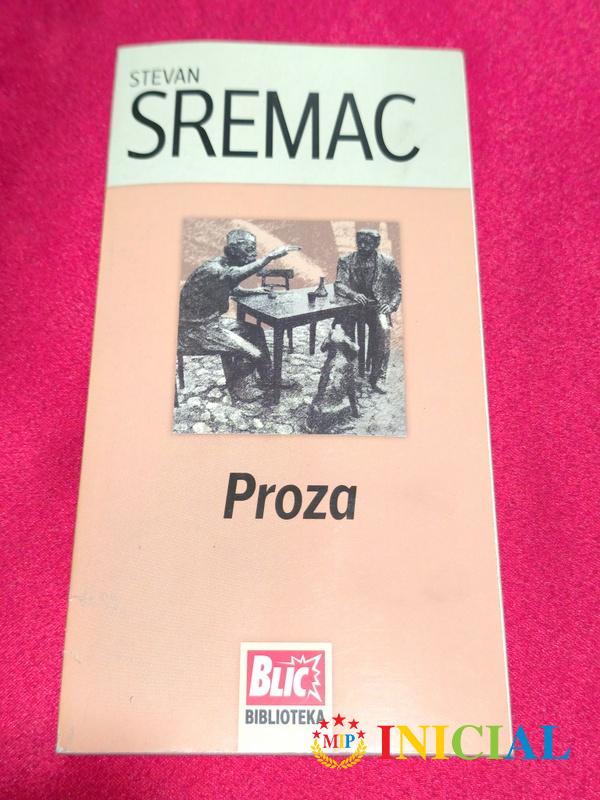 STEVAN
SREMAC
Proza
BLIC
BIBLIOTEKA
MIP INICIAL